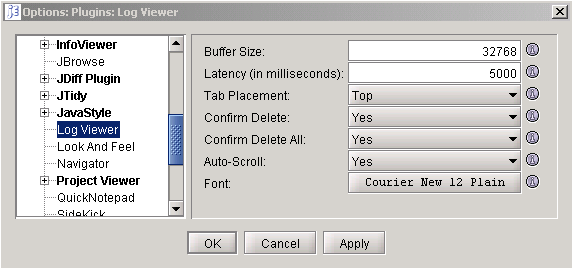 Options: Plugins: Log Viewer
InfoViewer
JBrowse
JDiff Plugin
JTidy
JavaStyle
Log Viewer
Look And Feel
Navigator
Project Viewer
QuickNotepad
SideKick
Buffer Size: 32768
Latency (in milliseconds): 5000
Tab Placement: Top
Confirm Delete: Yes
Confirm Delete All: Yes
Auto-Scroll: Yes
Font: Courier New 12 Plain
OK Cancel Apply